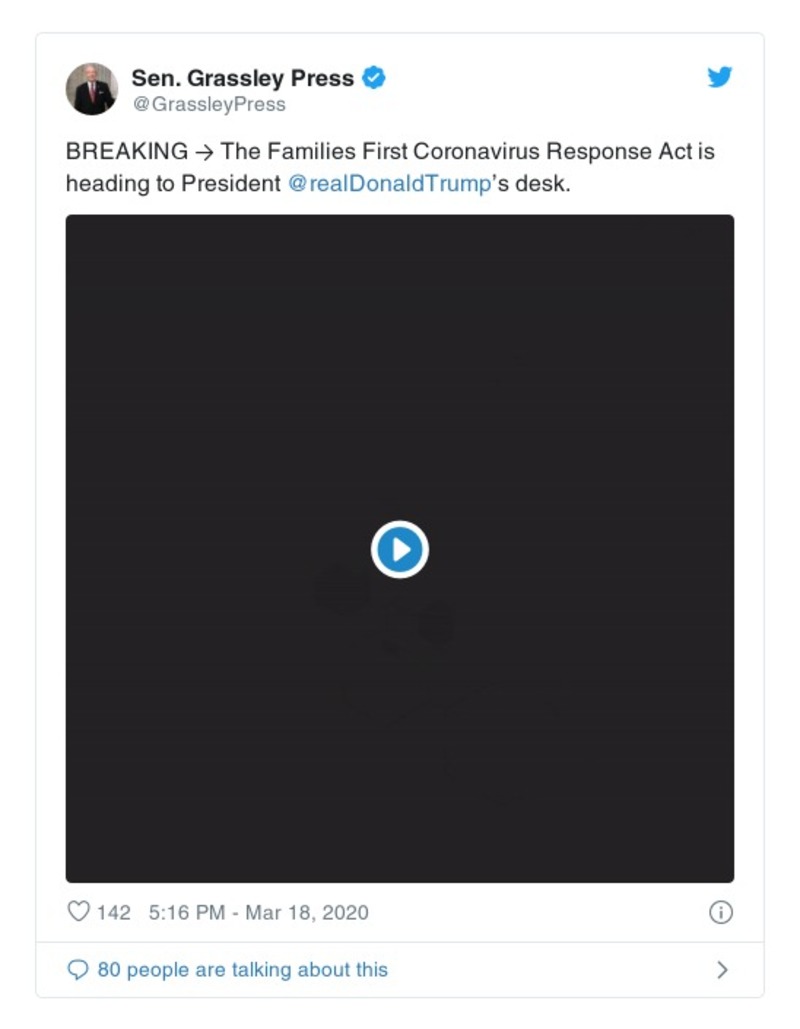 Sen. Grassley Press
@GrassleyPress
BREAKING → The Families First Coronavirus Response Act is
heading to President @realDonaldTrump's desk.
142 5:16 PM - Mar 18, 2020
80 people are talking about this